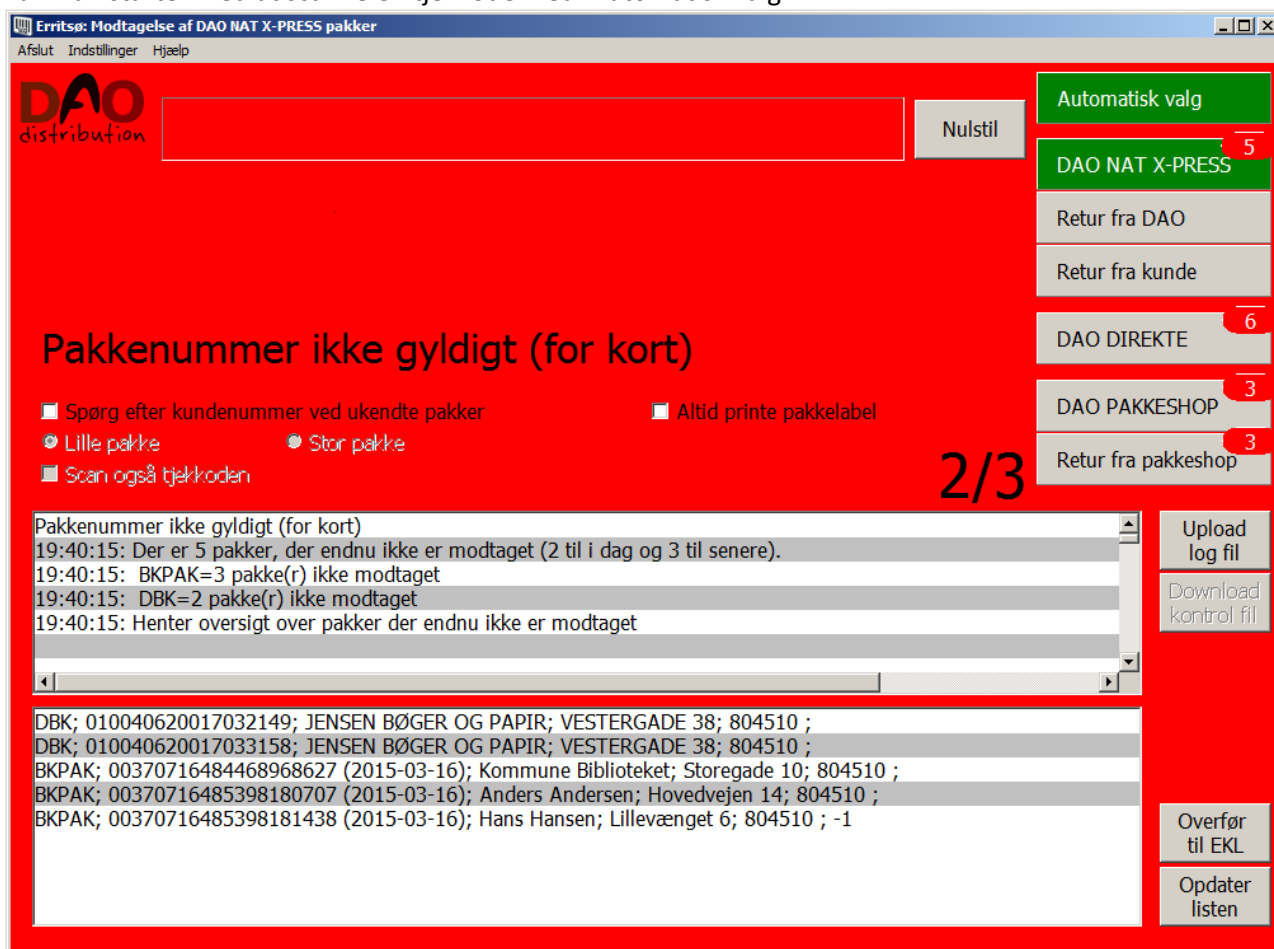 Erritsø: Modtagelse af DAO NAT X-PRESS pakker
Afslut Indstillinger Hjælp
DAO
distribution
Nulstil
Automatisk valg
5
DAO NAT X-PRESS
Retur fra DAO
Retur fra kunde
6
DAO DIREKTE
3
DAO PAKKESHOP
3
Retur fra pakkeshop
Pakkenummer ikke gyldigt (for kort)
Spørg efter kundenummer ved ukendte pakker
Altid printe pakkelabel
Lille pakke
Stor pakke
Scan også tjekkoden
2/3
Pakkenummer ikke gyldigt (for kort)
19:40:15: Der er 5 pakker, der endnu ikke er modtaget (2 til i dag og 3 til senere).
19:40:15: BKPAK=3 pakke(r) ikke modtaget
19:40:15: DBK=2 pakke(r) ikke modtaget
19:40:15: Henter oversigt over pakker der endnu ikke er modtaget
Upload
log fil
Download
kontrol fil
DBK; 010040620017032149; JENSEN BØGER OG PAPIR; VESTERGADE 38; 804510 ;
DBK; 010040620017033158; JENSEN BØGER OG PAPIR; VESTERGADE 38; 804510 ;
BKPAK; 00370716484468968627 (2015-03-16); Kommune Biblioteket; Storegade 10; 804510 ;
BKPAK; 00370716485398180707 (2015-03-16); Anders Andersen; Hovedvejen 14; 804510 ;
BKPAK; 00370716485398181438 (2015-03-16); Hans Hansen; Lillevænget 6; 804510 ; -1
Overfør
til EKL
Opdater
listen